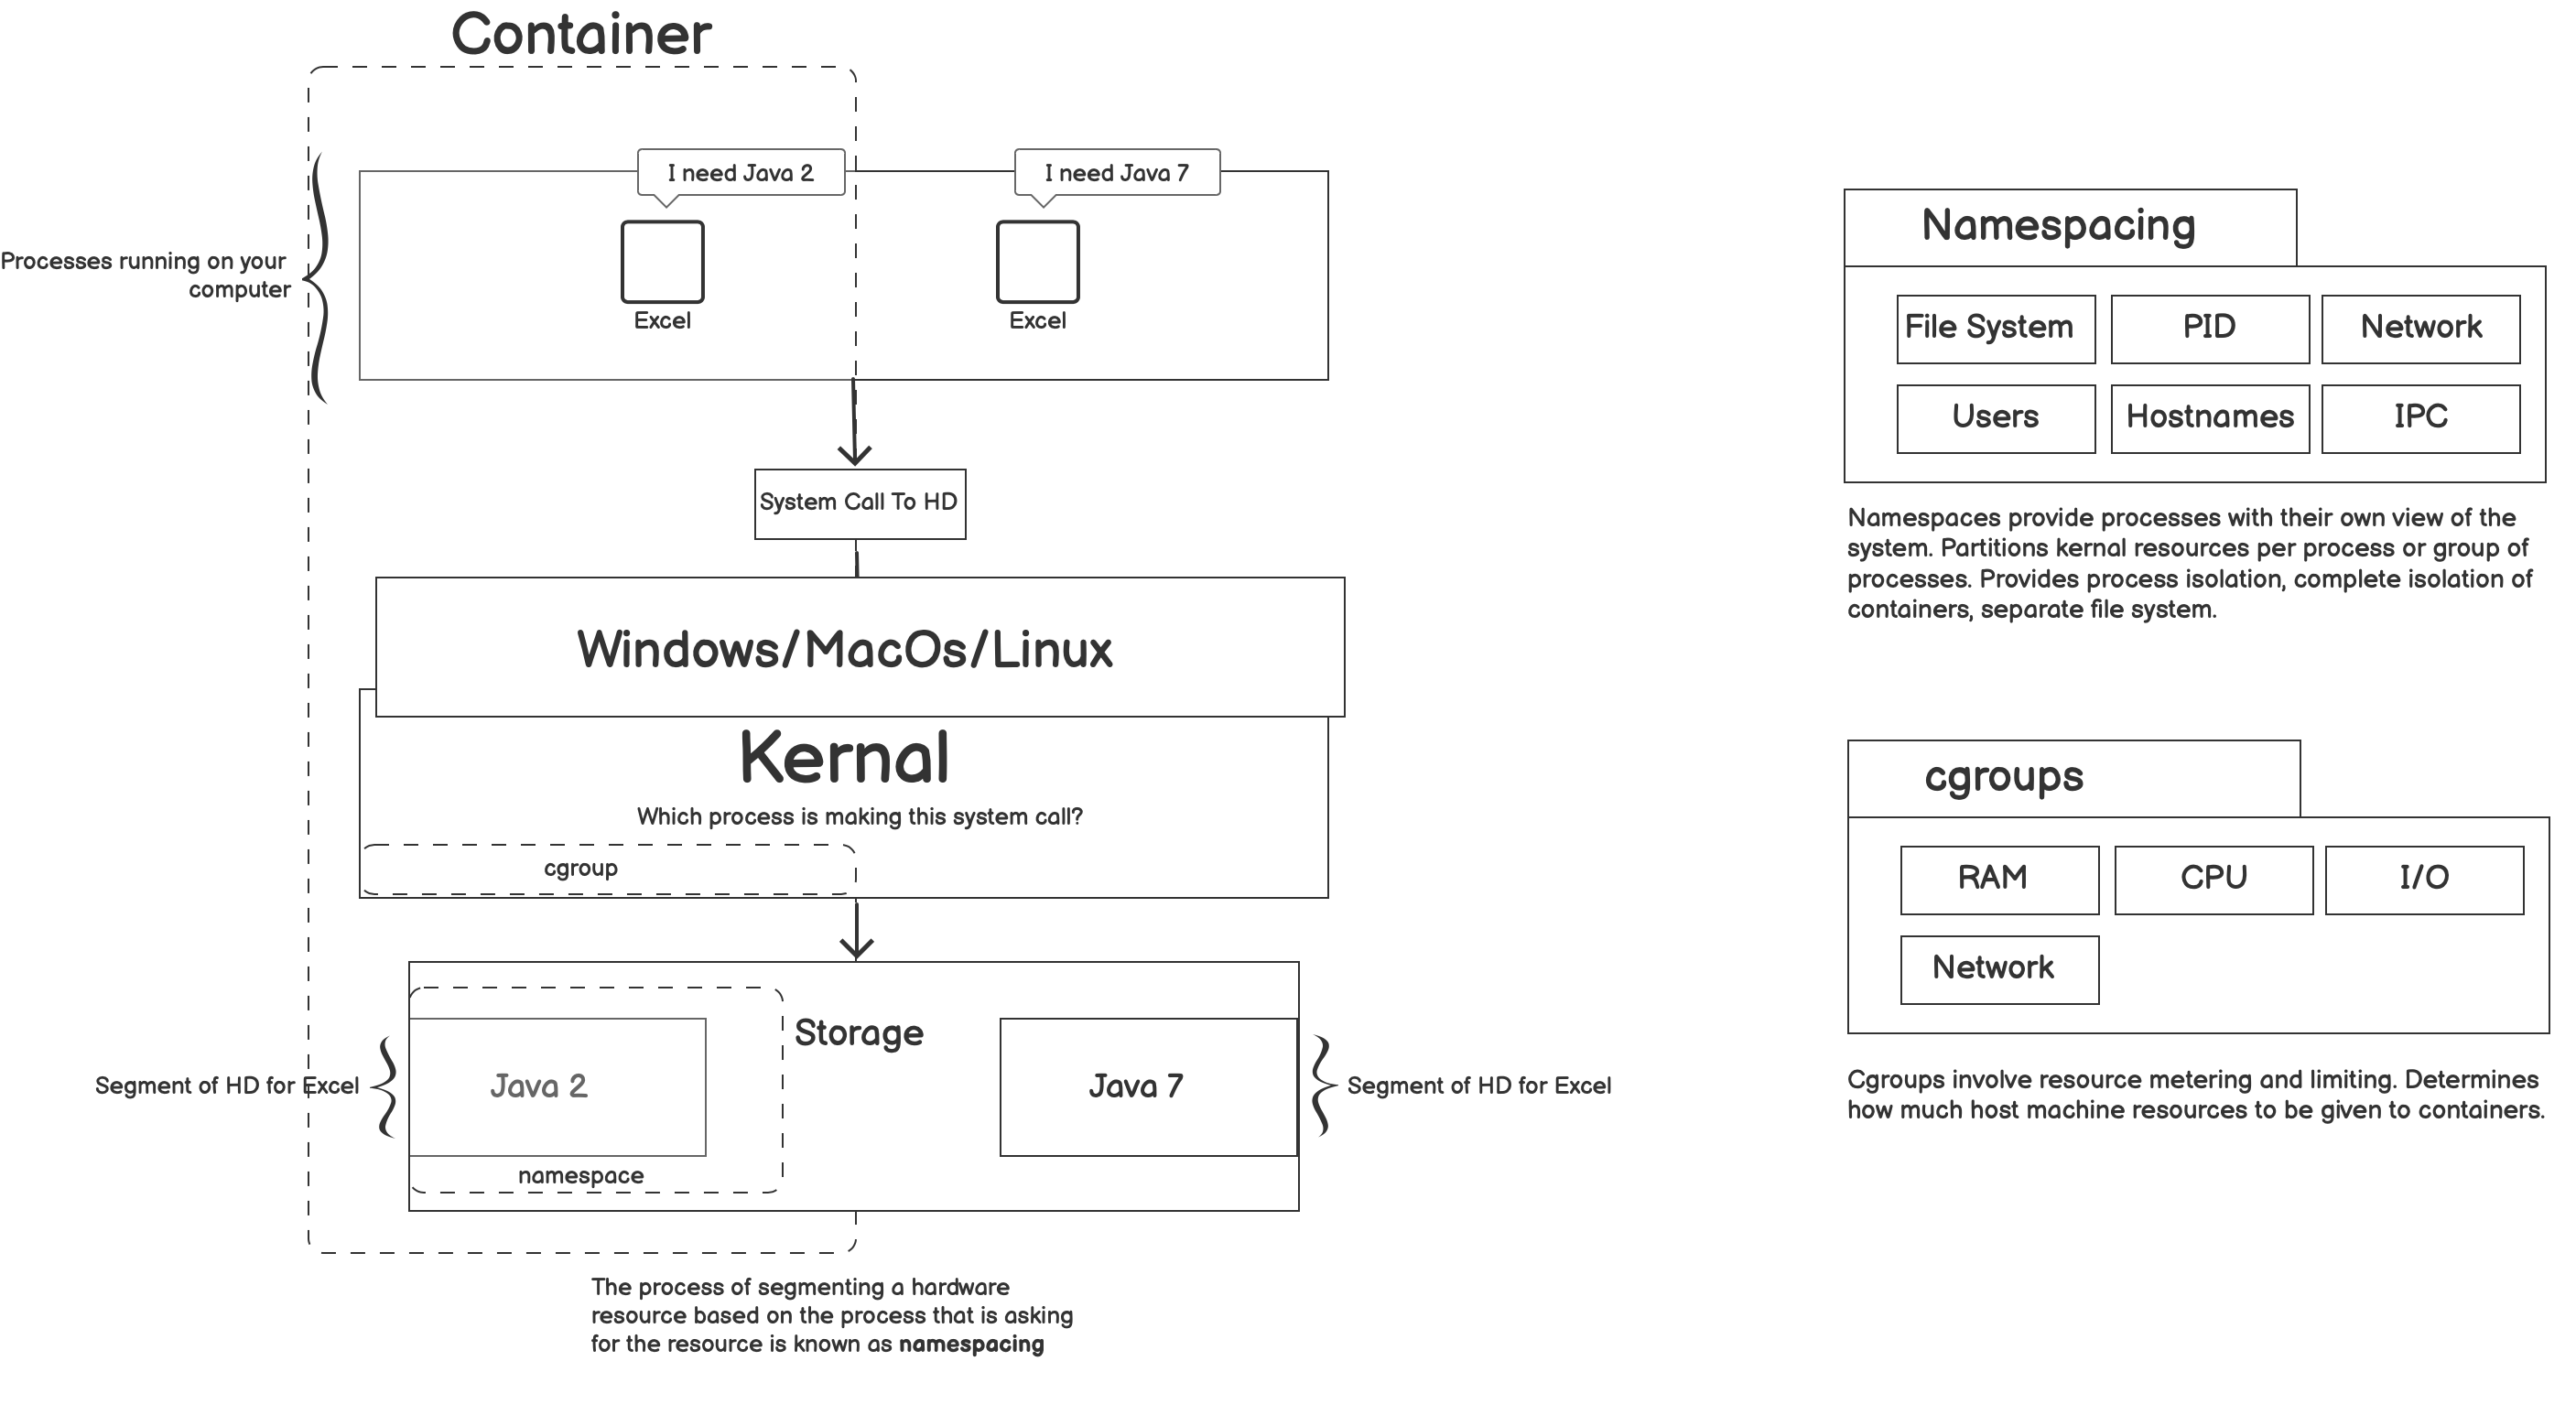 Container
I need Java 2
I need Java 7
Processes running on your
computer
Excel
Excel
System Call To HD
Windows/MacOs/Linux
Kernal
Which process is making this system call?
cgroup
Storage
Segment of HD for Excel
Java 2
Java 7
Segment of HD for Excel
namespace
The process of segmenting a hardware
resource based on the process that is asking
for the resource is known as namespacing
Namespacing
File System
PID
Network
Users
Hostnames
IPC
Namespaces provide processes with their own view of the
system. Partitions kernal resources per process or group of
processes. Provides process isolation, complete isolation of
containers, separate file system.
cgroups
RAM
CPU
I/O
Network
Cgroups involve resource metering and limiting. Determines
how much host machine resources to be given to containers.